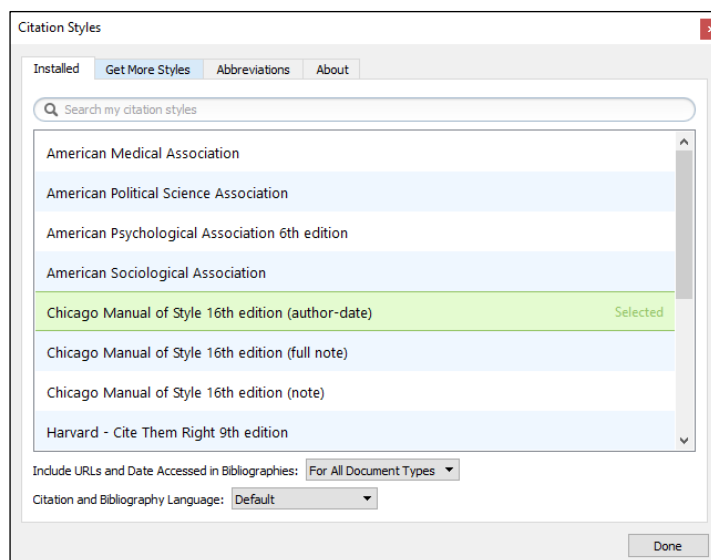 Citation Styles
Installed Get More Styles Abbreviations About
Search my citation styles
American Medical Association
American Political Science Association
American Psychological Association 6th edition
American Sociological Association
Chicago Manual of Style 16th edition (author-date) Selected
Chicago Manual of Style 16th edition (full note)
Chicago Manual of Style 16th edition (note)
Harvard - Cite Them Right 9th edition
Include URLs and Date Accessed in Bibliographies: For All Document Types
Citation and Bibliography Language: Default
Done